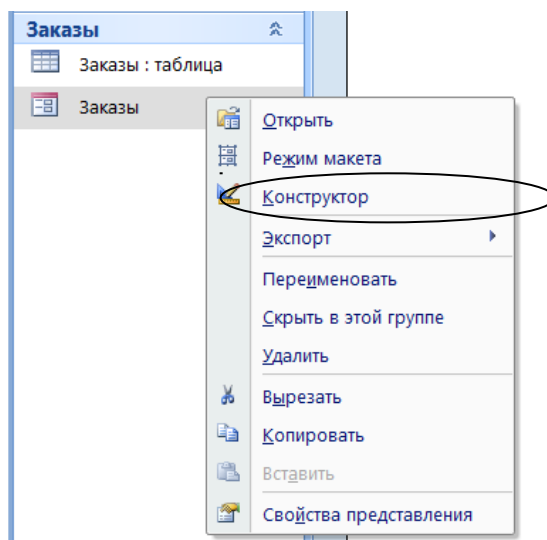 Заказы
Заказы : таблица
Заказы
Открыть
Режим макета
Конструктор
Экспорт
Переименовать
Скрыть в этой группе
Удалить
Вырезать
Копировать
Вставить
Свойства представления